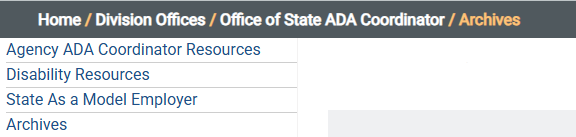 Home / Division Offices / Office of State ADA Coordinator / Archives
Agency ADA Coordinator Resources
Disability Resources
State As a Model Employer
Archives